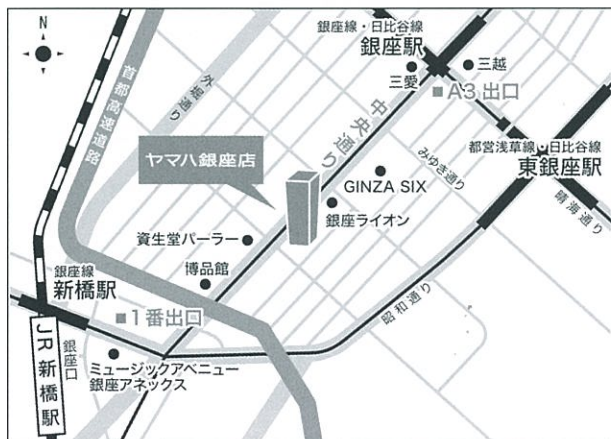 N
銀座線・日比谷線
銀座駅
三愛
三越
A3 出口
首都高速道路
外堀通り
中央通り
都営浅草線・日比谷線
東銀座駅
みゆき通り
晴海通り
ヤマハ銀座店
GINZA SIX
銀座ライオン
資生堂パーラー
博品館
銀座線
新橋駅
1番出口
昭和通り
JR 新橋駅
銀座口
ミュージックアベニュー
銀座アネックス